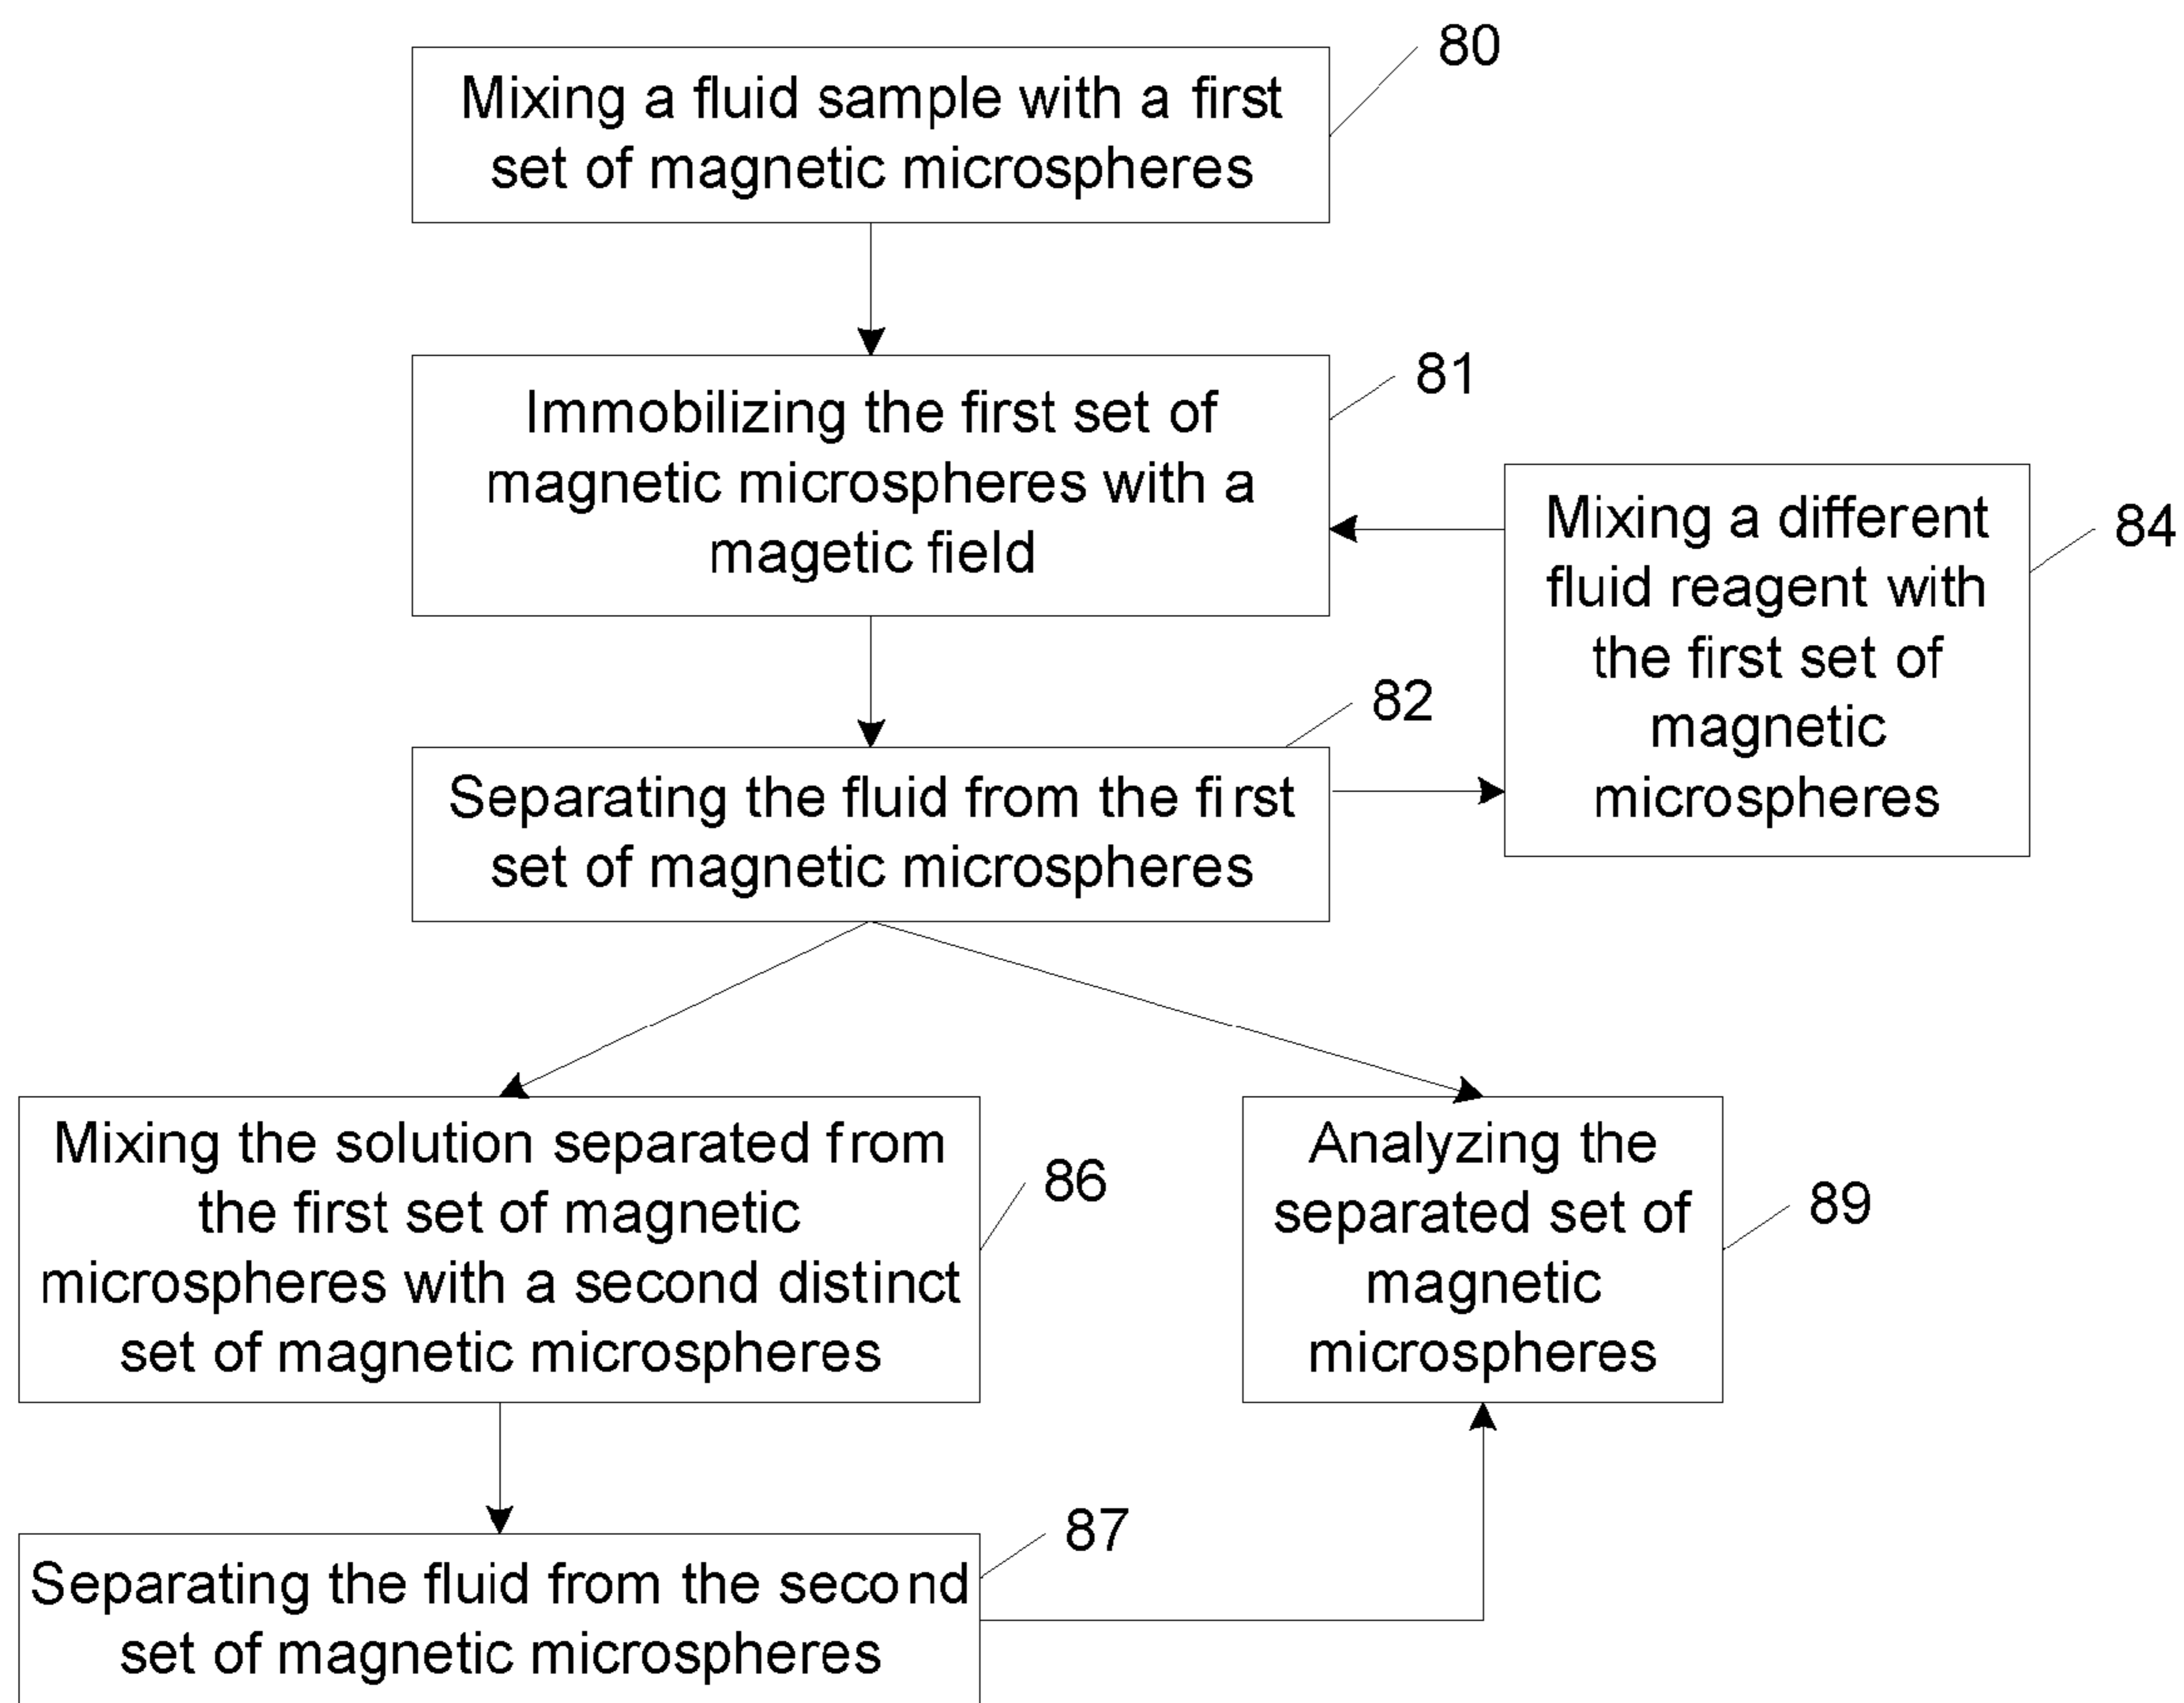 80
Mixing a fluid sample with a first
set of magnetic microspheres
81
Immobilizing the first set of
magnetic microspheres with a
magetic field
84
Mixing a different
fluid reagent with
the first set of
magnetic
microspheres
82
Separating the fluid from the first
set of magnetic microspheres
Mixing the solution separated from
the first set of magnetic
microspheres with a second distinct
set of magnetic microspheres
86
Analyzing the
separated set of
magnetic
microspheres
89
87
Separating the fluid from the second
set of magnetic microspheres